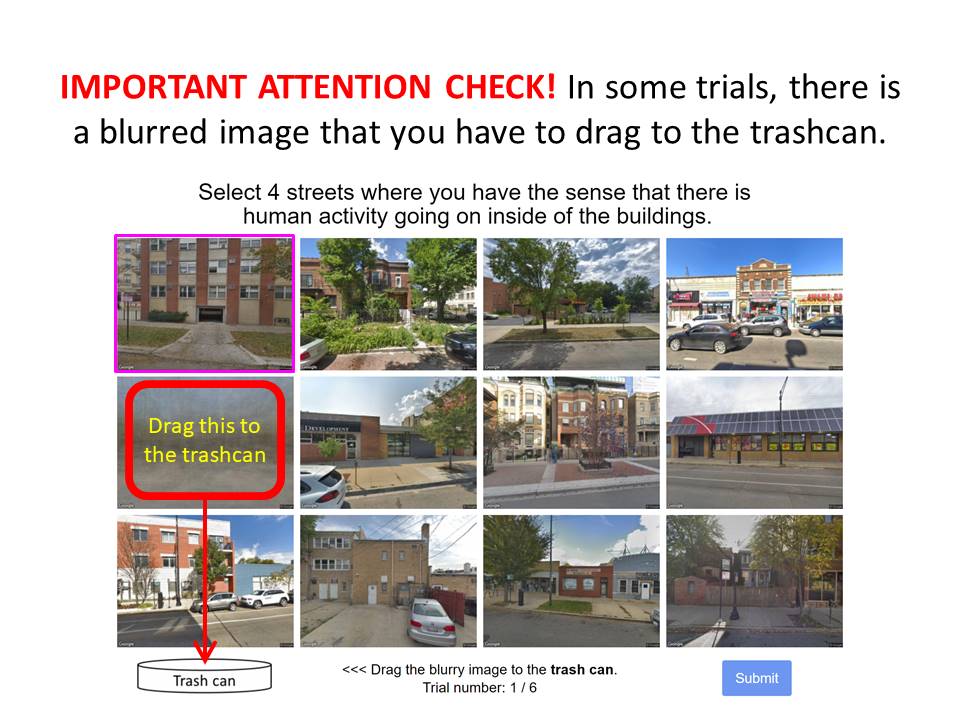 IMPORTANT ATTENTION CHECK! In some trials, there is
a blurred image that you have to drag to the trashcan.
Select 4 streets where you have the sense that there is
human activity going on inside of the buildings.
Drag this to
the trashcan
DEVELOPMENT
Trash can
<<< Drag the blurry image to the trash can.
Trial number: 1 / 6
Submit